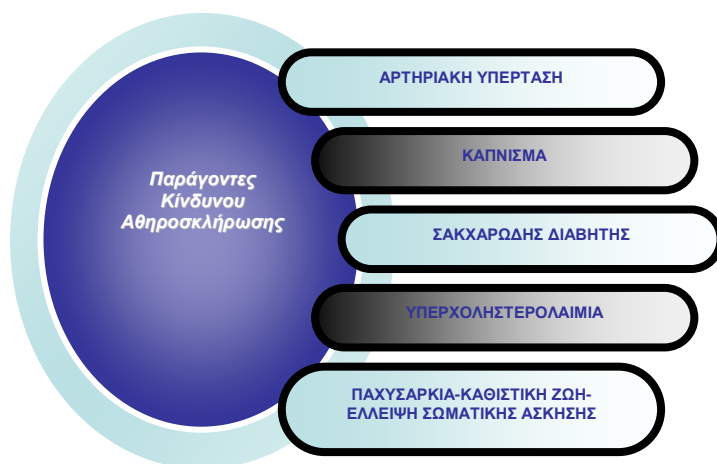 Παράγοντες
Κίνδυνου
Αθηροσκλήρωσης
ΑΡΤΗΡΙΑΚΗ ΥΠΕΡΤΑΣΗ
ΚΑΠΝΙΣΜΑ
ΣΑΚΧΑΡΩΔΗΣ ΔΙΑΒΗΤΗΣ
ΥΠΕΡΧΟΛΗΣΤΕΡΟΛΑΙΜΙΑ
ΠΑΧΥΣΑΡΚΙΑ-ΚΑΘΙΣΤΙΚΗ ΖΩΗ-
ΕΛΛΕΙΨΗ ΣΩΜΑΤΙΚΗΣ ΑΣΚΗΣΗΣ